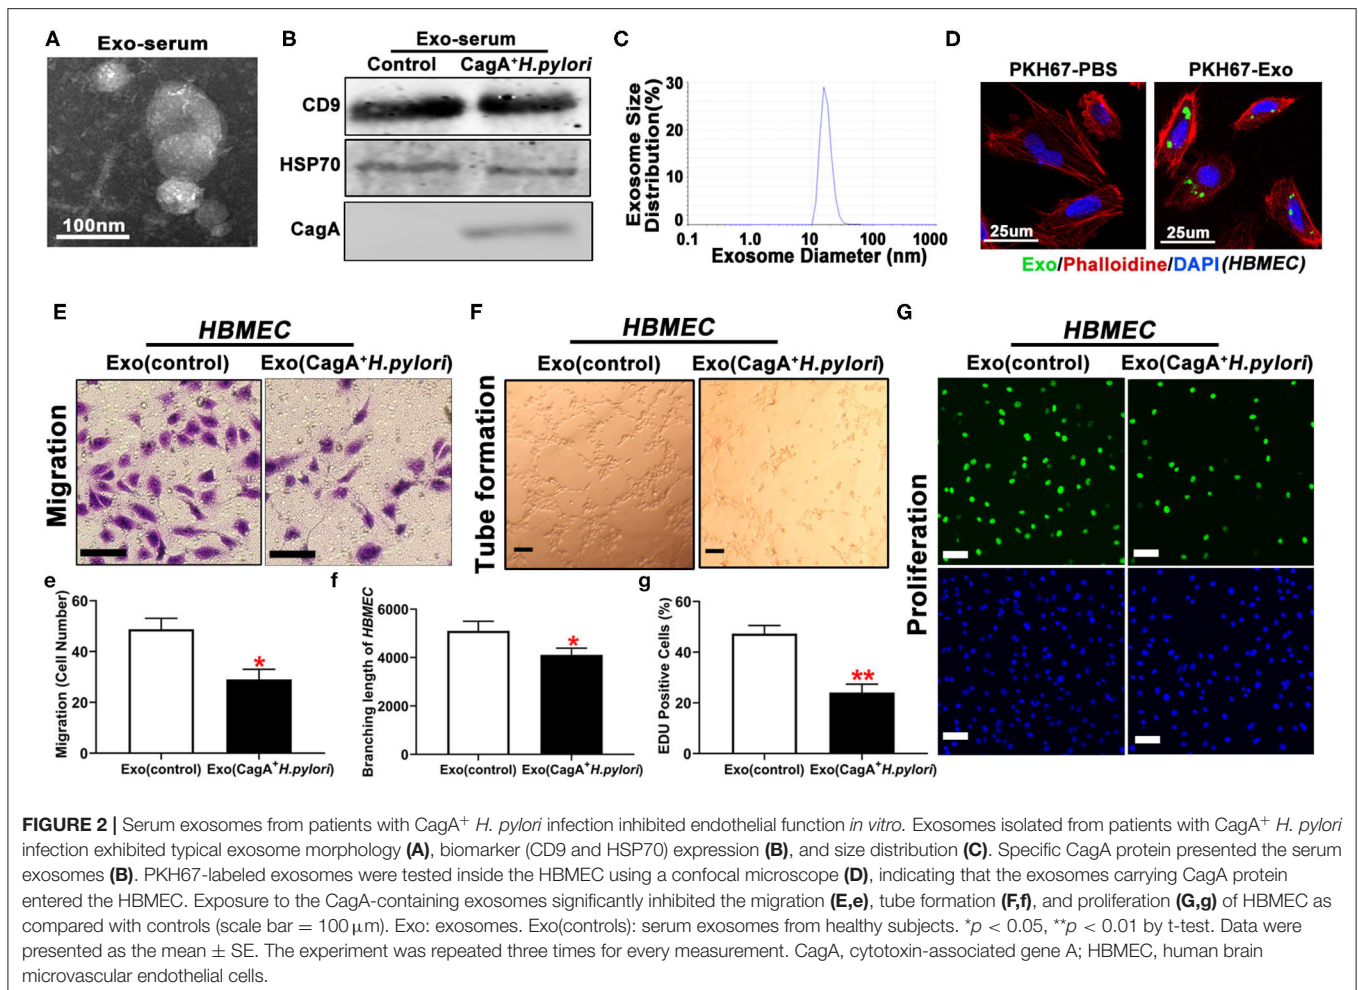 A
Exo-serum
100nm
B
Exo-serum
Control CagA⁺H.pylori
CD9
HSP70
CagA
C
Exosome Size
Distribution(%)
30
20
10
0
0.1 1.0 10 100 1000
Exosome Diameter (nm)
D
PKH67-PBS PKH67-Exo
25um 25um
Exo/Phalloidine/DAPI(HBMEC)
E
HBMEC
Exo(control) Exo(CagA⁺H.pylori)
Migration
F
HBMEC
Exo(control) Exo(CagA⁺H.pylori)
Tube formation
G
HBMEC
Exo(control) Exo(CagA⁺H.pylori)
Proliferation
e
Migration (Cell Number)
60
40
20
0
*
Exo(control) Exo(CagA⁺H.pylori)
f
Branching length of HBMEC
6000
4000
2000
0
*
Exo(control) Exo(CagA⁺H.pylori)
g
EDU Positive Cells (%)
60
40
20
0
**
Exo(control) Exo(CagA⁺H.pylori)
FIGURE 2 | Serum exosomes from patients with CagA⁺ H. pylori infection inhibited endothelial function in vitro. Exosomes isolated from patients with CagA⁺ H. pylori
infection exhibited typical exosome morphology (A), biomarker (CD9 and HSP70) expression (B), and size distribution (C). Specific CagA protein presented the serum
exosomes (B). PKH67-labeled exosomes were tested inside the HBMEC using a confocal microscope (D), indicating that the exosomes carrying CagA protein
entered the HBMEC. Exposure to the CagA-containing exosomes significantly inhibited the migration (E,e), tube formation (F,f), and proliferation (G,g) of HBMEC as
compared with controls (scale bar = 100 μm). Exo: exosomes. Exo(controls): serum exosomes from healthy subjects. *p < 0.05, **p < 0.01 by t-test. Data were
presented as the mean ± SE. The experiment was repeated three times for every measurement. CagA, cytotoxin-associated gene A; HBMEC, human brain
microvascular endothelial cells.